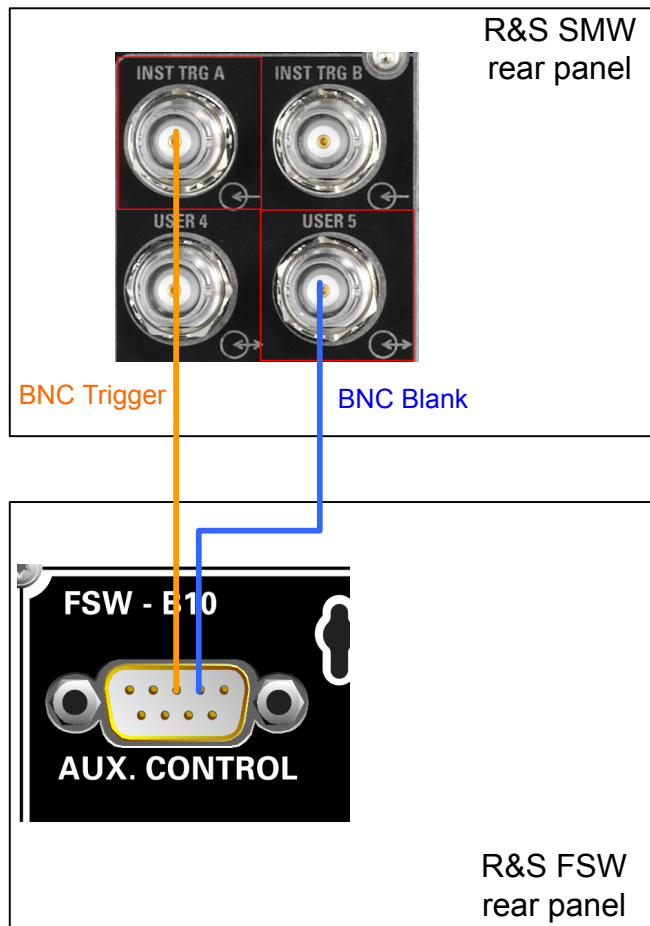 R&S SMW
rear panel
INST TRG A
INST TRG B
USER 4
USER 5
BNC Trigger
BNC Blank
FSW - B10
AUX. CONTROL
R&S FSW
rear panel